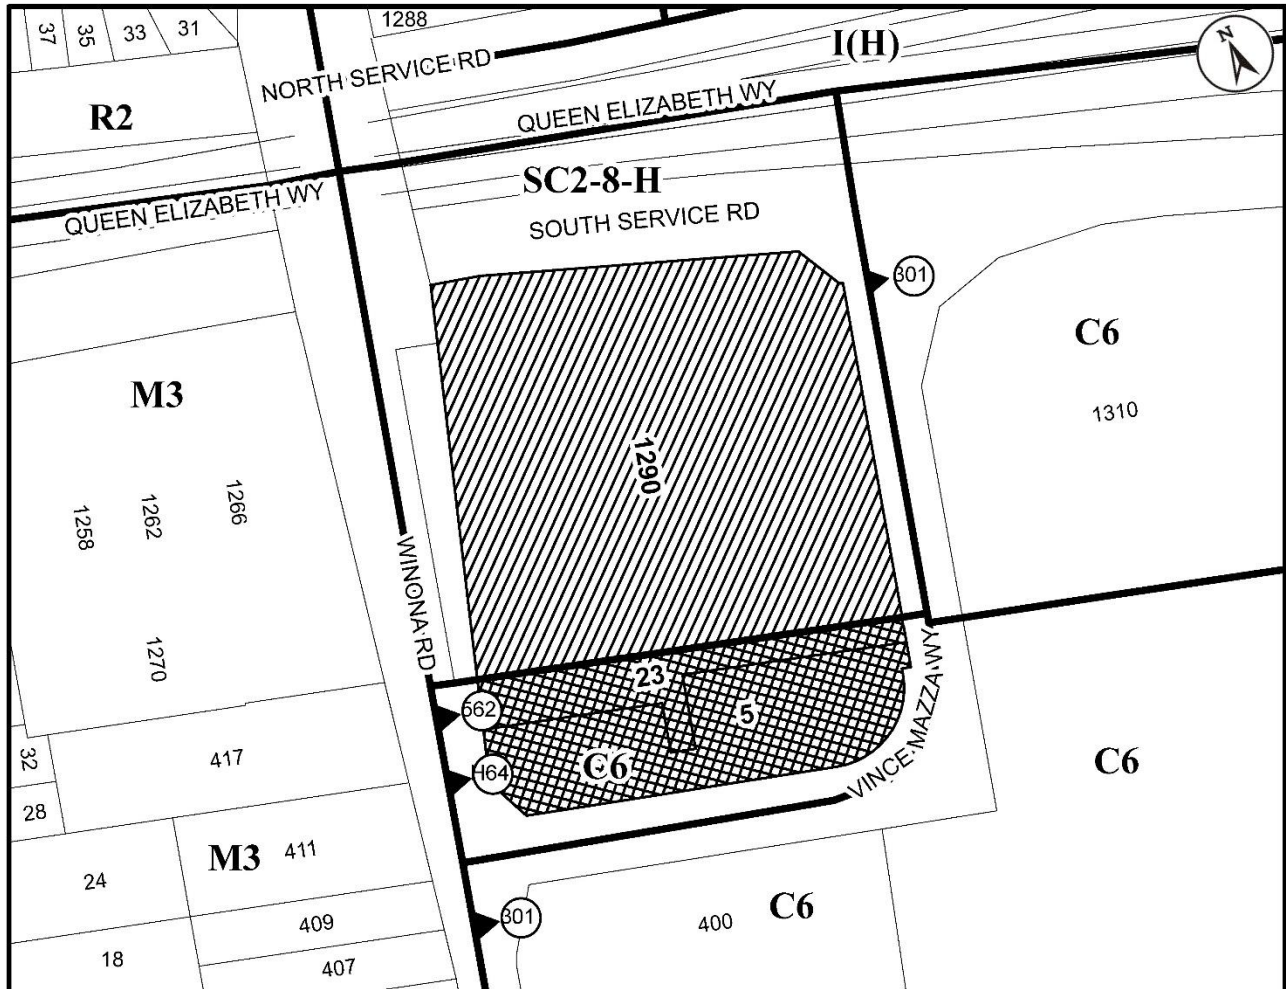 37
35
33
31
1288
NORTH SERVICE RD
I(H)
N
R2
QUEEN ELIZABETH WY
QUEEN ELIZABETH WY
SC2-8-H
SOUTH SERVICE RD
301
C6
1310
M3
1290
1258
1262
1266
WINONA RD
1270
23
5
662
H64
C6
VINCE MAZZA WY
C6
417
32
28
M3
411
24
409
301
400
C6
18
407